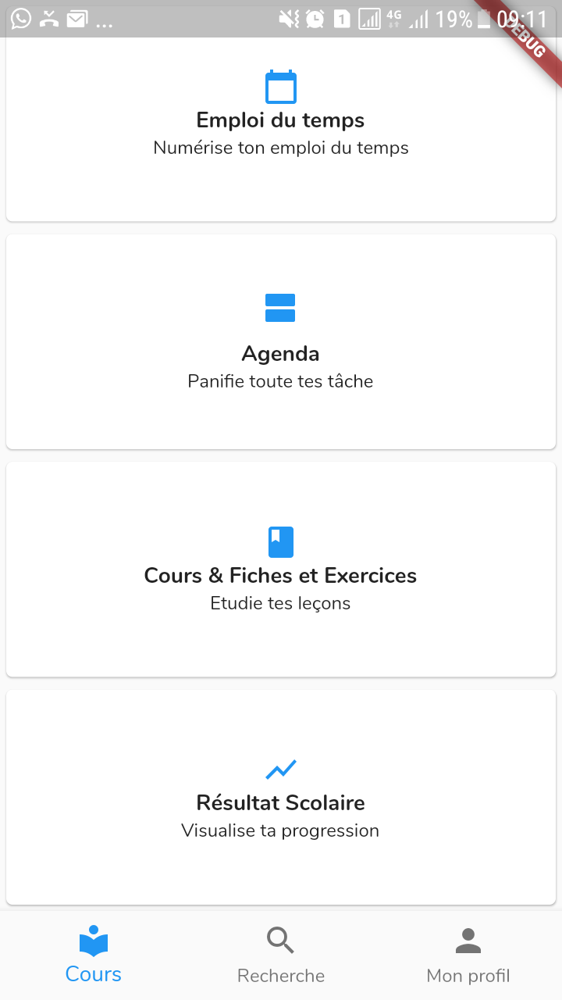 ... 1 4G 19% 09:11
DEBUG
Emploi du temps
Numérise ton emploi du temps
Agenda
Panifie toute tes tâche
Cours & Fiches et Exercices
Etudie tes leçons
Résultat Scolaire
Visualise ta progression
Cours Recherche Mon profil